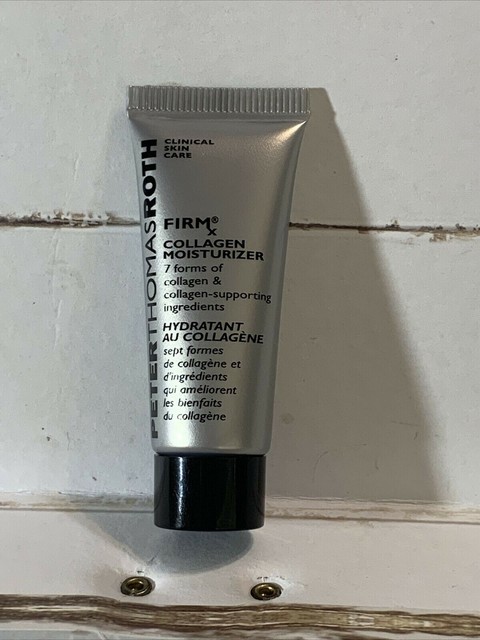 PETERTHOMASROTH
CLINICAL
SKIN
CARE
FIRMx®
COLLAGEN
MOISTURIZER
7 forms of
collagen &
collagen-supporting
ingredients
HYDRATANT
AU COLLAGÈNE
sept formes
de collagène et
d'ingrédients
qui améliorent
les bienfaits
du collagène